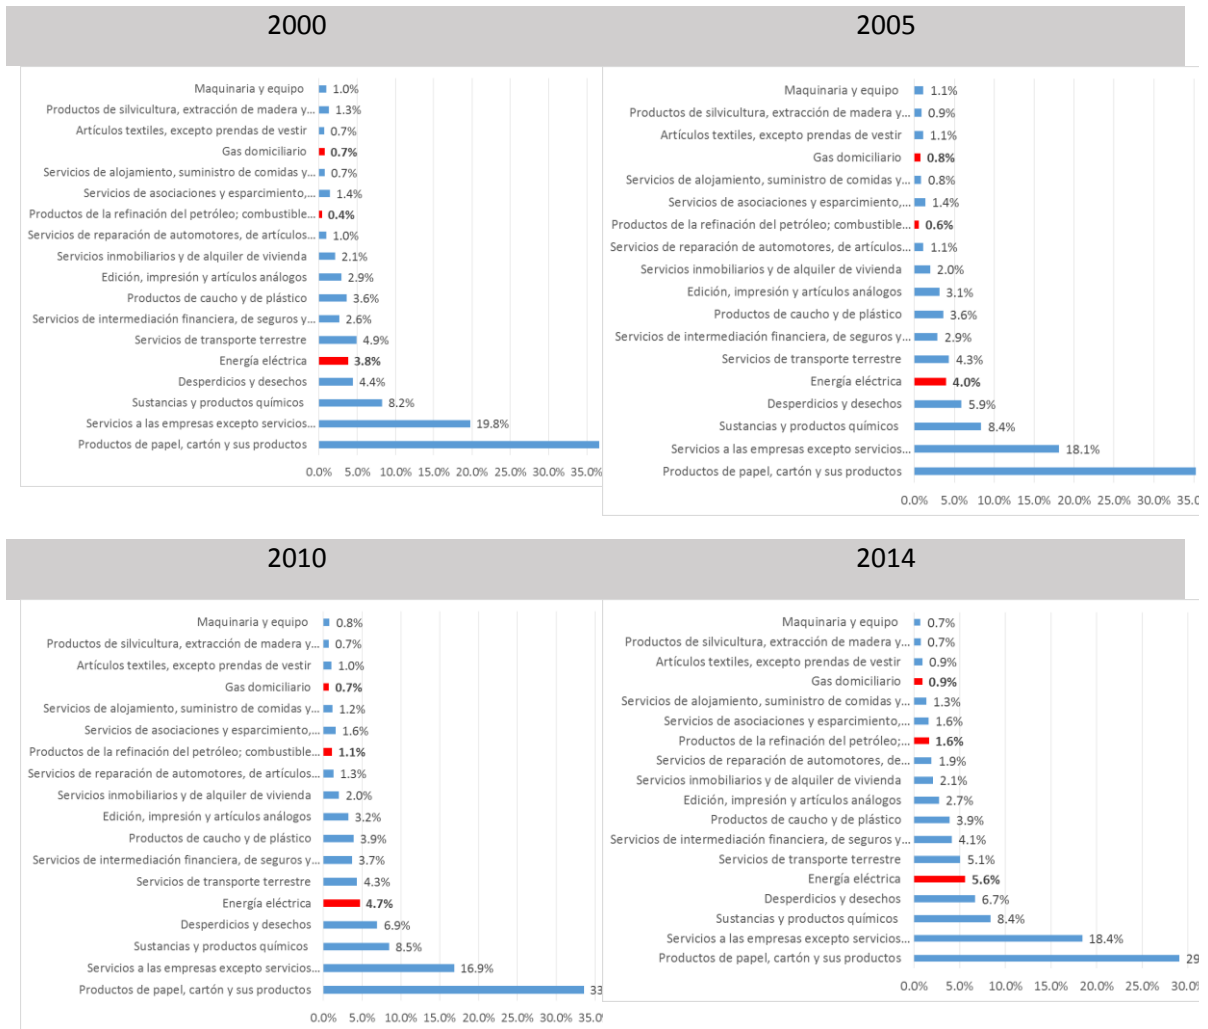 2000
2005
Maquinaria y equipo 1.0%
Productos de silvicultura, extracción de madera y... 1.3%
Artículos textiles, excepto prendas de vestir 0.7%
Gas domiciliario 0.7%
Servicios de alojamiento, suministro de comidas y... 0.7%
Servicios de asociaciones y esparcimiento,... 1.4%
Productos de la refinación del petróleo; combustible... 0.4%
Servicios de reparación de automotores, de artículos... 1.0%
Servicios inmobiliarios y de alquiler de vivienda 2.1%
Edición, impresión y artículos análogos 2.9%
Productos de caucho y de plástico 3.6%
Servicios de intermediación financiera, de seguros y... 2.6%
Servicios de transporte terrestre 4.9%
Energía eléctrica 3.8%
Desperdicios y desechos 4.4%
Sustancias y productos químicos 8.2%
Servicios a las empresas excepto servicios... 19.8%
Productos de papel, cartón y sus productos
0.0% 5.0% 10.0% 15.0% 20.0% 25.0% 30.0% 35.0%
Maquinaria y equipo 1.1%
Productos de silvicultura, extracción de madera y... 0.9%
Artículos textiles, excepto prendas de vestir 1.1%
Gas domiciliario 0.8%
Servicios de alojamiento, suministro de comidas y... 0.8%
Servicios de asociaciones y esparcimiento,... 1.4%
Productos de la refinación del petróleo; combustible... 0.6%
Servicios de reparación de automotores, de artículos... 1.1%
Servicios inmobiliarios y de alquiler de vivienda 2.0%
Edición, impresión y artículos análogos 3.1%
Productos de caucho y de plástico 3.6%
Servicios de intermediación financiera, de seguros y... 2.9%
Servicios de transporte terrestre 4.3%
Energía eléctrica 4.0%
Desperdicios y desechos 5.9%
Sustancias y productos químicos 8.4%
Servicios a las empresas excepto servicios... 18.1%
Productos de papel, cartón y sus productos
0.0% 5.0% 10.0% 15.0% 20.0% 25.0% 30.0% 35.0
2010
2014
Maquinaria y equipo 0.8%
Productos de silvicultura, extracción de madera y... 0.7%
Artículos textiles, excepto prendas de vestir 1.0%
Gas domiciliario 0.7%
Servicios de alojamiento, suministro de comidas y... 1.2%
Servicios de asociaciones y esparcimiento,... 1.6%
Productos de la refinación del petróleo; combustible... 1.1%
Servicios de reparación de automotores, de artículos... 1.3%
Servicios inmobiliarios y de alquiler de vivienda 2.0%
Edición, impresión y artículos análogos 3.2%
Productos de caucho y de plástico 3.9%
Servicios de intermediación financiera, de seguros y... 3.7%
Servicios de transporte terrestre 4.3%
Energía eléctrica 4.7%
Desperdicios y desechos 6.9%
Sustancias y productos químicos 8.5%
Servicios a las empresas excepto servicios... 16.9%
Productos de papel, cartón y sus productos 33
0.0% 5.0% 10.0% 15.0% 20.0% 25.0% 30.0% 35.0
Maquinaria y equipo 0.7%
Productos de silvicultura, extracción de madera y... 0.7%
Artículos textiles, excepto prendas de vestir 0.9%
Gas domiciliario 0.9%
Servicios de alojamiento, suministro de comidas y... 1.3%
Servicios de asociaciones y esparcimiento,... 1.6%
Productos de la refinación del petróleo;... 1.6%
Servicios de reparación de automotores, de... 1.9%
Servicios inmobiliarios y de alquiler de vivienda 2.1%
Edición, impresión y artículos análogos 2.7%
Productos de caucho y de plástico 3.9%
Servicios de intermediación financiera, de seguros y... 4.1%
Servicios de transporte terrestre 5.1%
Energía eléctrica 5.6%
Desperdicios y desechos 6.7%
Sustancias y productos químicos 8.4%
Servicios a las empresas excepto servicios... 18.4%
Productos de papel, cartón y sus productos 29
0.0% 5.0% 10.0% 15.0% 20.0% 25.0% 30.0%